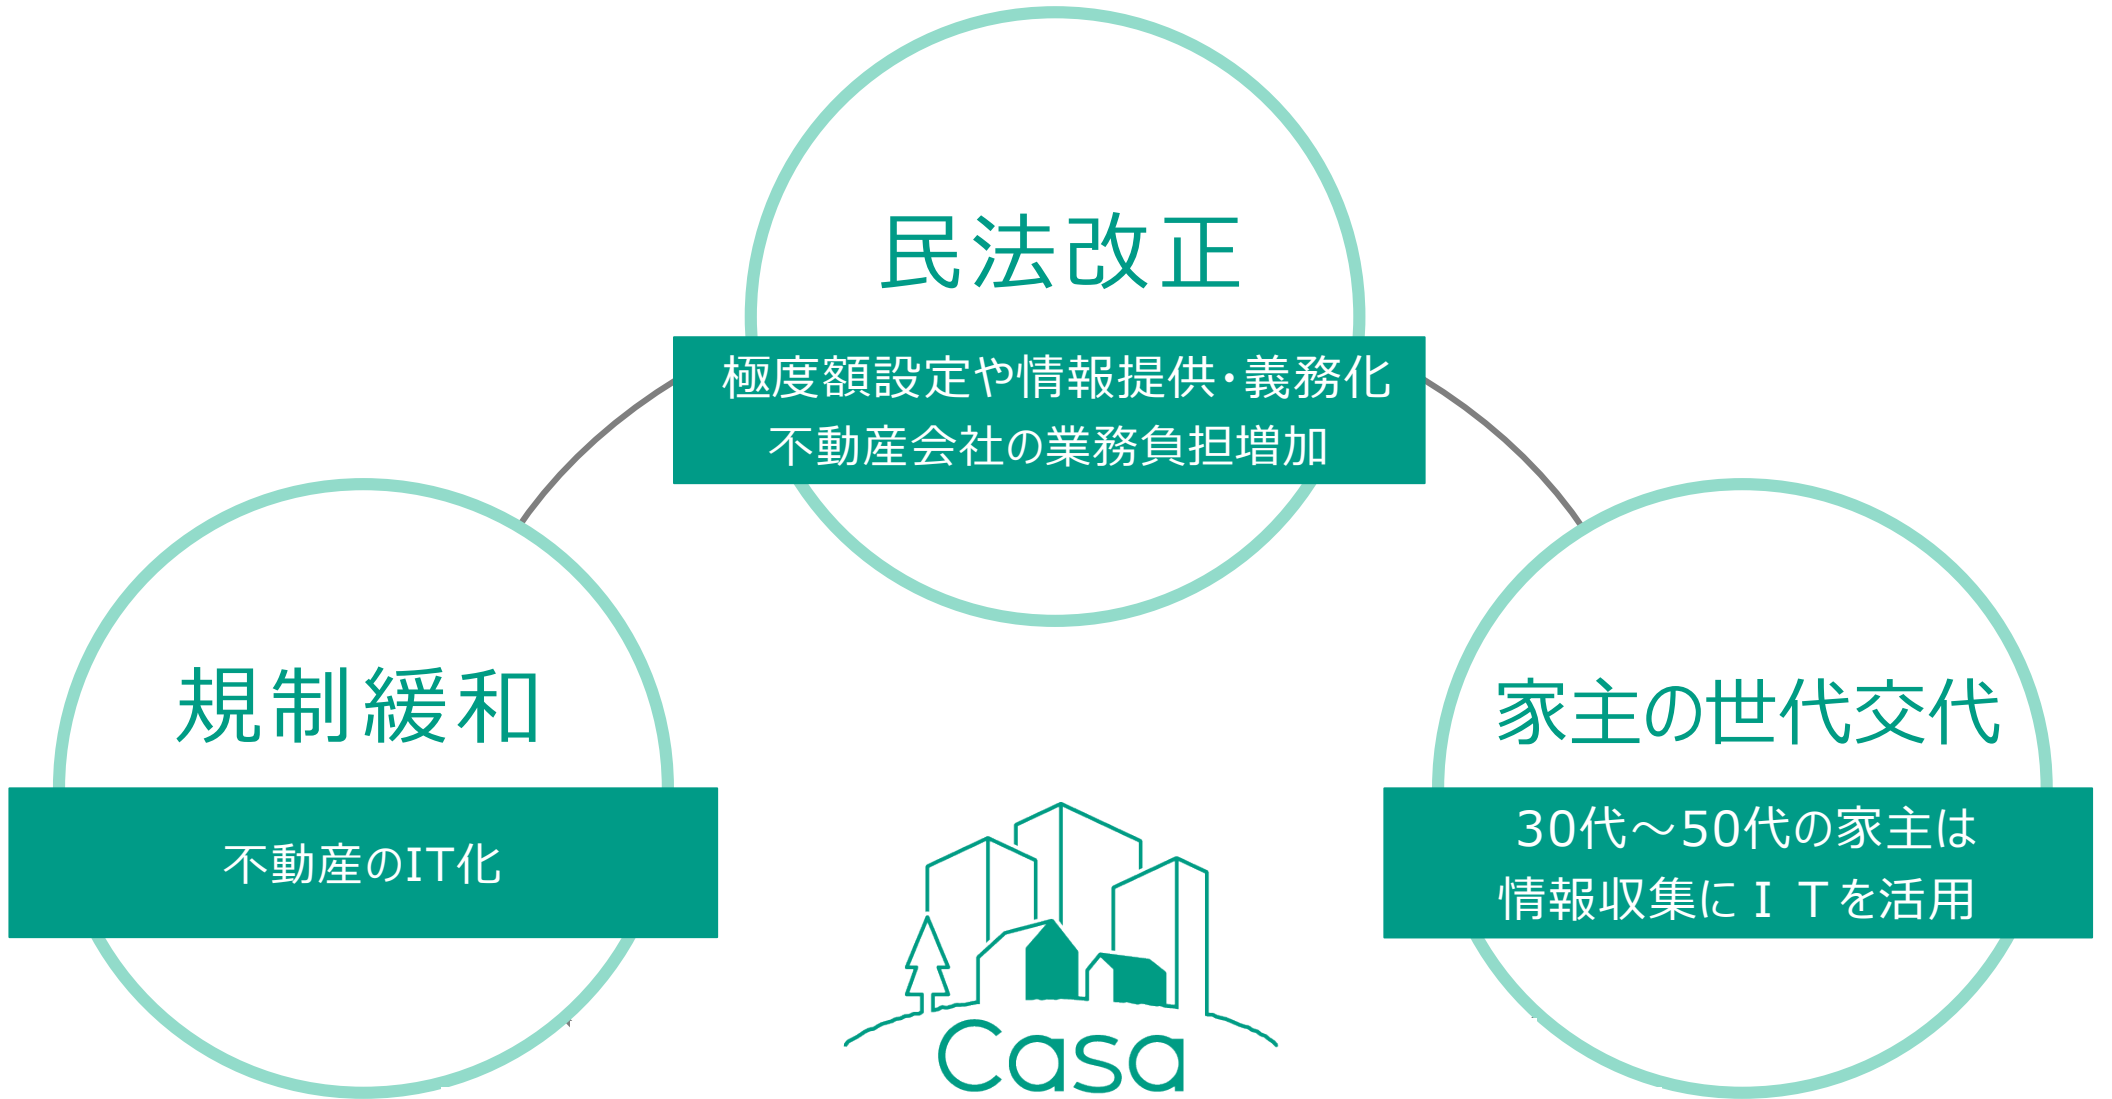 民法改正
極度額設定や情報提供・義務化
不動産会社の業務負担増加
規制緩和
不動産のIT化
家主の世代交代
30代~50代の家主は
情報収集にＩＴを活用
Casa